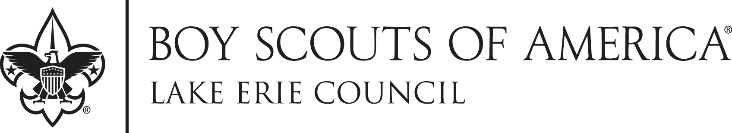 BOY SCOUTS OF AMERICA®
LAKE ERIE COUNCIL
®